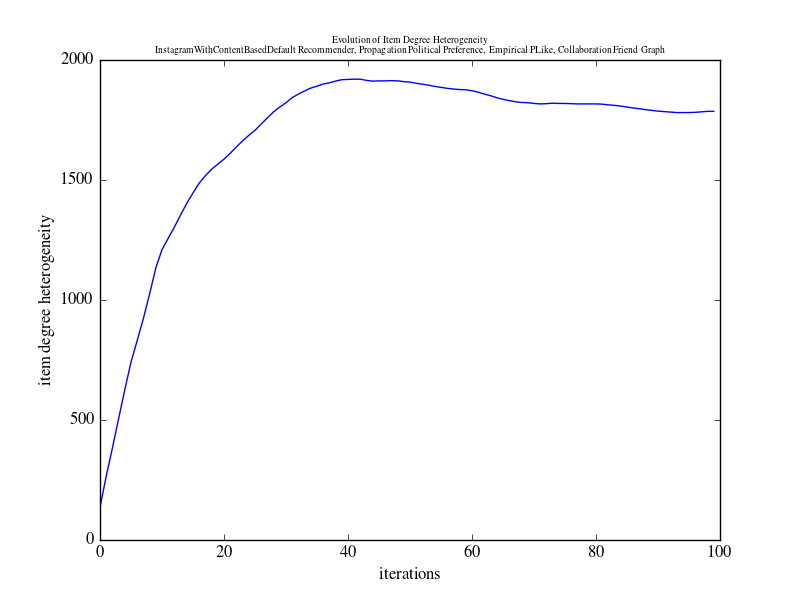 Evolution of Item Degree Heterogeneity
InstagramWithContentBasedDefault Recommender, Propagation Political Preference, Empirical PLike, Collaboration Friend Graph
2000
1500
1000
500
0
item degree heterogeneity
0 20 40 60 80 100
iterations